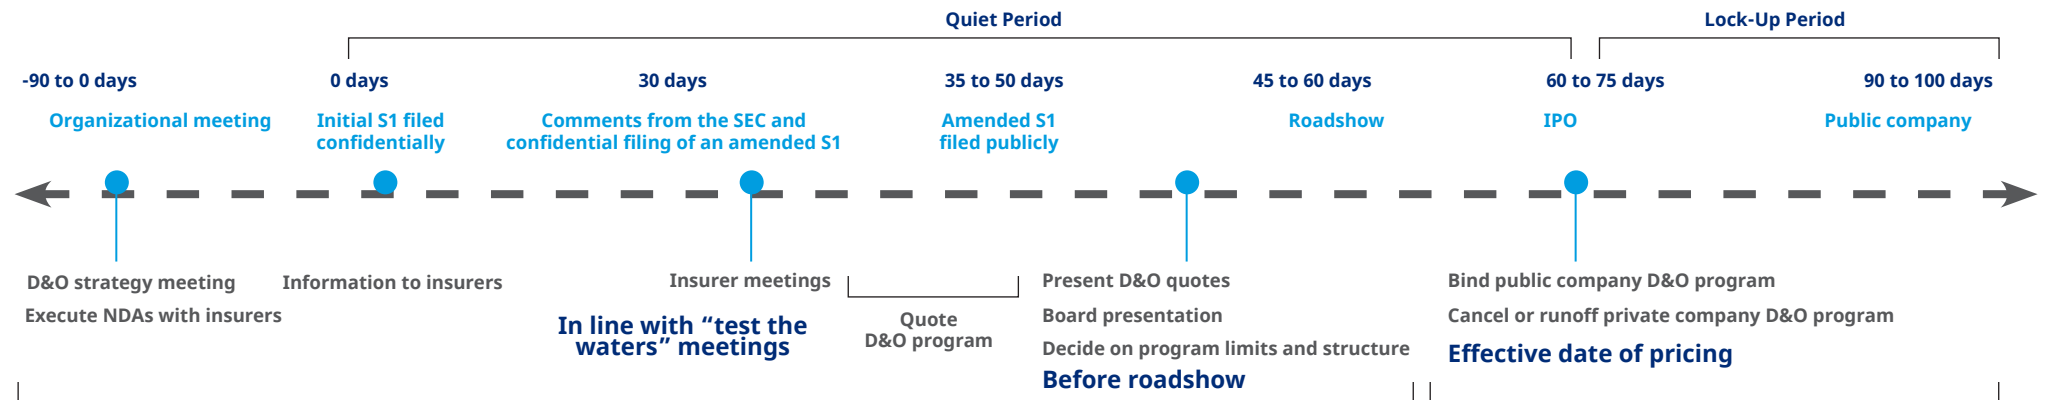 Quiet Period
Lock-Up Period
-90 to 0 days
0 days
30 days
35 to 50 days
45 to 60 days
60 to 75 days
90 to 100 days
Organizational meeting
Initial S1 filed
confidentially
Comments from the SEC and
confidential filing of an amended S1
Amended S1
filed publicly
Roadshow
IPO
Public company
D&O strategy meeting
Execute NDAs with insurers
Information to insurers
Insurer meetings
In line with “test the
waters” meetings
Quote
D&O program
Present D&O quotes
Board presentation
Decide on program limits and structure
Before roadshow
Bind public company D&O program
Cancel or runoff private company D&O program
Effective date of pricing